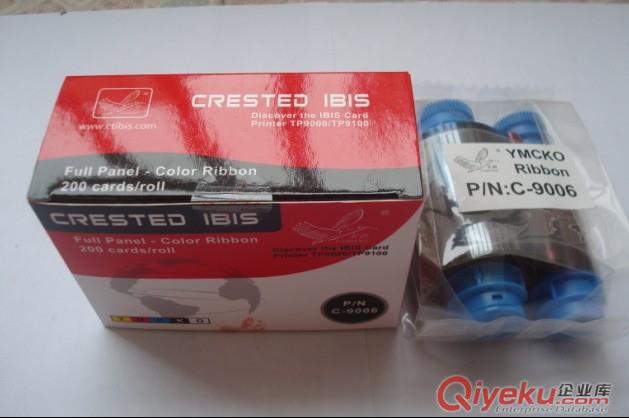 www.ctibis.com
CRESTED IBIS
Discover the IBIS Card
Printer TP9000/TP9100
Full Panel - Color Ribbon
200 cards/roll
CRESTED IBIS
Full Panel - Color Ribbon
200 cards/roll
Discover the IBIS Card
Printer TP9000/TP9100
P/N
C-9006
K O
YMCKO
Ribbon
P/N:C-9006
Qiyeku企业库
Enterprise Database